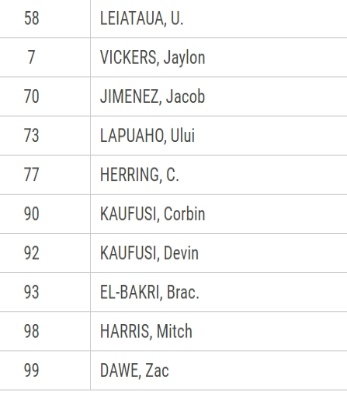 58 LEIATAUA, U.
7 VICKERS, Jaylon
70 JIMENEZ, Jacob
73 LAPUAHO, Ului
77 HERRING, C.
90 KAUFUSI, Corbin
92 KAUFUSI, Devin
93 EL-BAKRI, Brac.
98 HARRIS, Mitch
99 DAWE, Zac